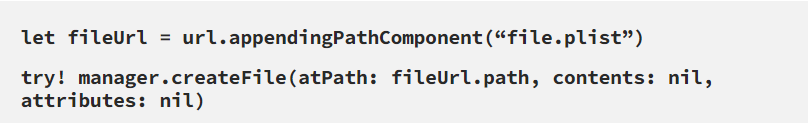 let fileUrl = url.appendingPathComponent(“file.plist”)
try! manager.createFile(atPath: fileUrl.path, contents: nil,
attributes: nil)